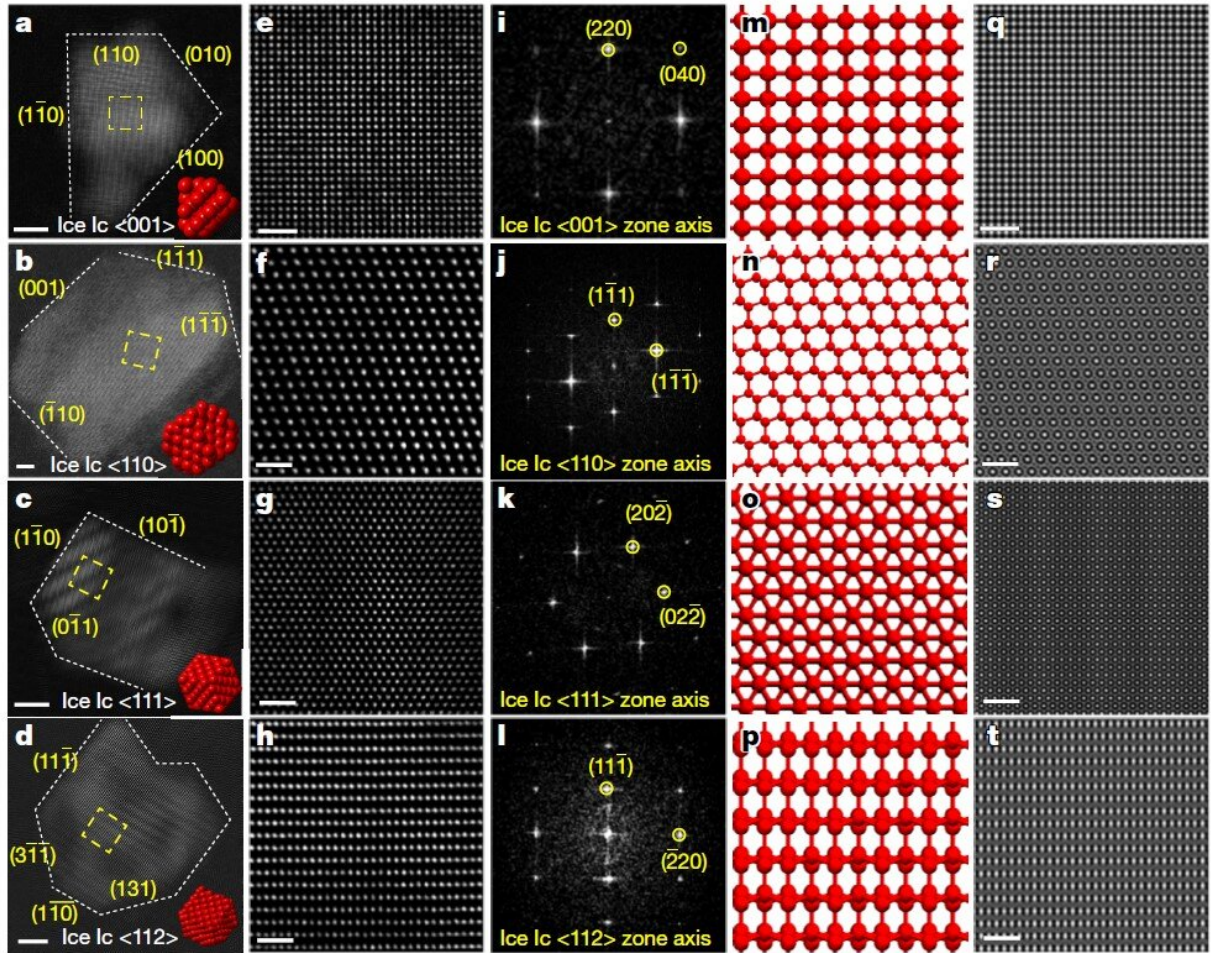 a
(110)
(010)
(11̅0)
(100)
Ice Ic <001>
e
i
(220)
(040)
Ice Ic <001> zone axis
m
q
b
(11̅1)
(001)
(11̅1̅)
(1̅10)
Ice Ic <110>
f
j
(11̅1)
(11̅1̅)
Ice Ic <110> zone axis
n
r
c
(11̅0)
(101̅)
(01̅1)
Ice Ic <111>
g
k
(202̅)
(022̅)
Ice Ic <111> zone axis
o
s
d
(111̅)
(31̅1̅)
(131)
(11̅0̅)
Ice Ic <112>
h
l
(111̅)
(2̅20)
Ice Ic <112> zone axis
p
t